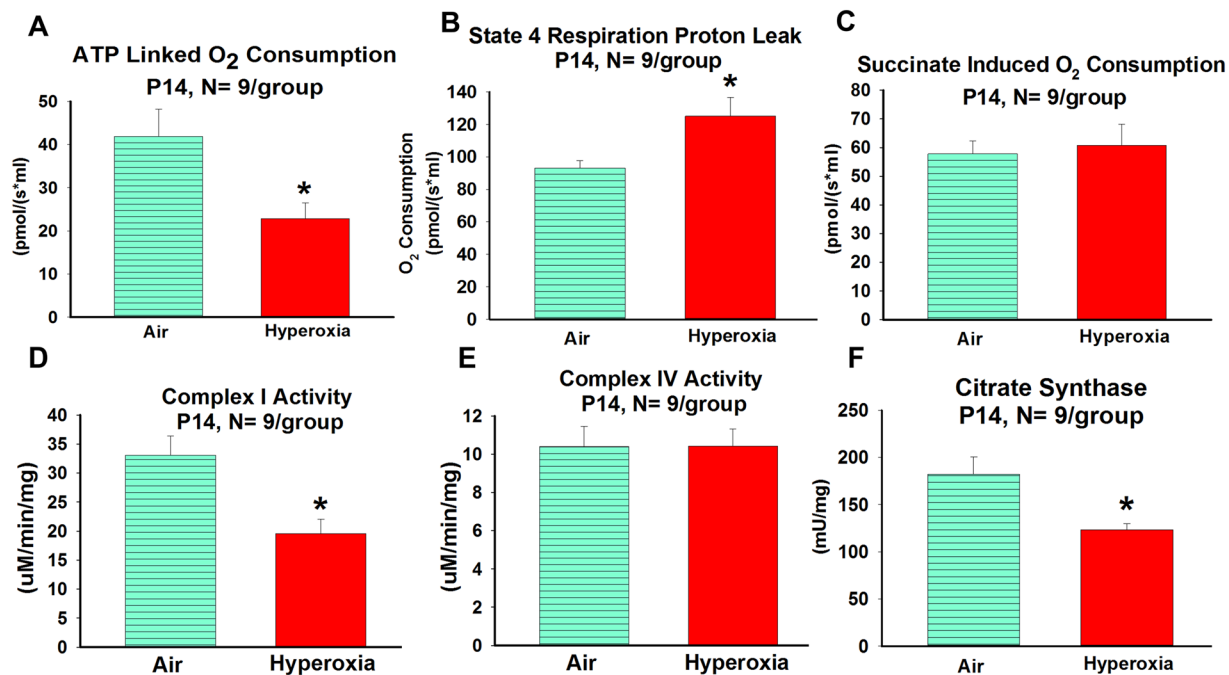 A
ATP Linked O2 Consumption
P14, N= 9/group
(pmol/(s*ml)
50
40
30
20
10
0
*
Air
Hyperoxia
B
State 4 Respiration Proton Leak
P14, N= 9/group
O2 Consumption
(pmol/(s*ml)
140
120
100
80
60
40
20
0
*
Air
Hyperoxia
C
Succinate Induced O2 Consumption
P14, N= 9/group
(pmol/(s*ml)
80
70
60
50
40
30
20
10
0
Air
Hyperoxia
D
Complex I Activity
P14, N= 9/group
(uM/min/mg)
40
35
30
25
20
15
10
5
0
*
Air
Hyperoxia
E
Complex IV Activity
P14, N= 9/group
(uM/min/mg)
12
10
8
6
4
2
0
Air
Hyperoxia
F
Citrate Synthase
P14, N= 9/group
(mU/mg)
250
200
150
100
50
0
*
Air
Hyperoxia